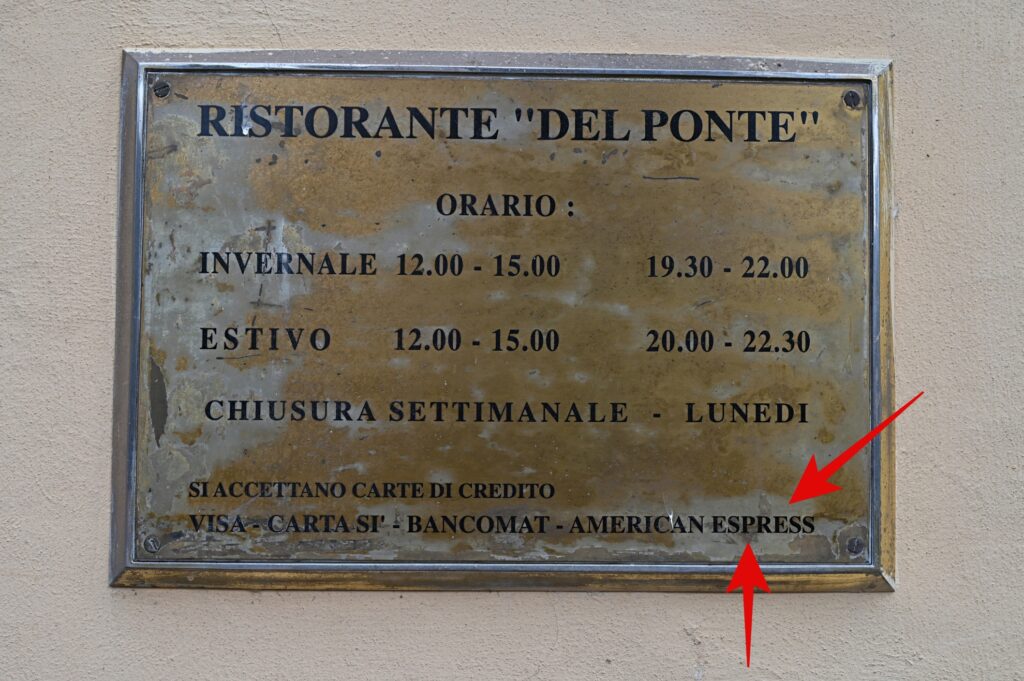 RISTORANTE "DEL PONTE"
ORARIO :
INVERNALE 12.00 - 15.00 19.30 - 22.00
ESTIVO 12.00 - 15.00 20.00 - 22.30
CHIUSURA SETTIMANALE - LUNEDI
SI ACCETTANO CARTE DI CREDITO
VISA - CARTA SI' - BANCOMAT - AMERICAN ESPRESS